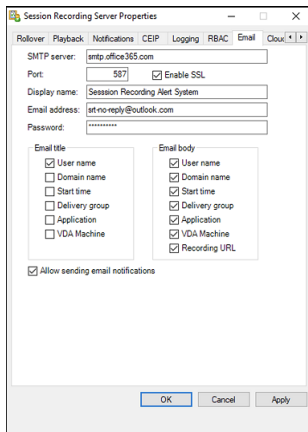 Session Recording Server Properties
Rollover Playback Notifications CEIP Logging RBAC Email Clou
SMTP server: smtp.office365.com
Port: 587 Enable SSL
Display name: Sesssion Recording Alert System
Email address: srt-no-reply@outlook.com
Password: **********
Email title Email body
User name User name
Domain name Domain name
Start time Start time
Delivery group Delivery group
Application Application
VDA Machine VDA Machine
Recording URL
Allow sending email notifications
OK Cancel Apply